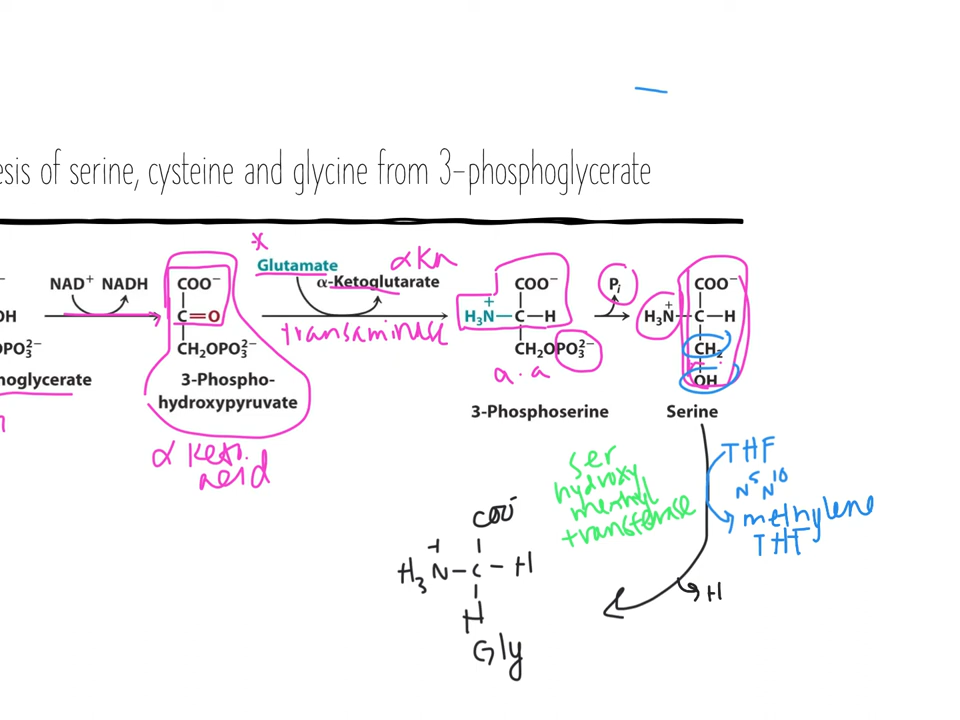 esis of serine, cysteine and glycine from 3-phosphoglycerate
NAD⁺ NADH
OH
OPO₃²⁻
hoglycerate
COO⁻
C=O
CH₂OPO₃²⁻
3-Phospho-
hydroxypyruvate
α keto.
acid
*
Glutamate
α-Ketoglutarate
transaminase
COO⁻
+
H₃N—C—H
CH₂OPO₃²⁻
a.a
3-Phosphoserine
Pᵢ
COO⁻
+
H₃N—C—H
CH₂
OH
Serine
THF
N⁵N¹⁰
methylene
THT
H
Ser
hydroxy
methyl
transferase
COO⁻
+
H₃N-C-H
H
Gly